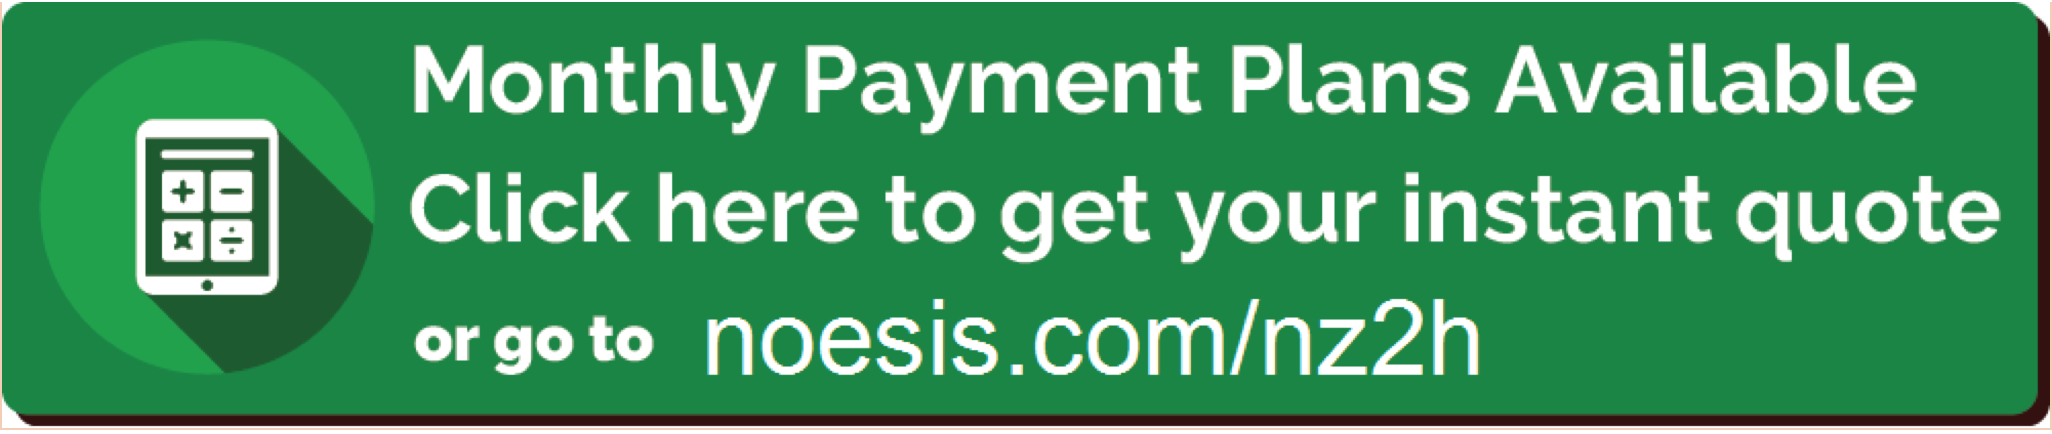 Monthly Payment Plans Available
Click here to get your instant quote
or go to noesis.com/nz2h